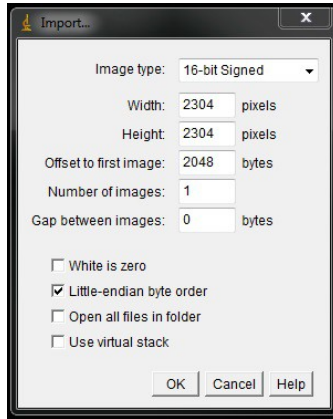 Import...
x
Image type: 16-bit Signed
Width: 2304 pixels
Height: 2304 pixels
Offset to first image: 2048 bytes
Number of images: 1
Gap between images: 0 bytes
White is zero
Little-endian byte order
Open all files in folder
Use virtual stack
OK Cancel Help